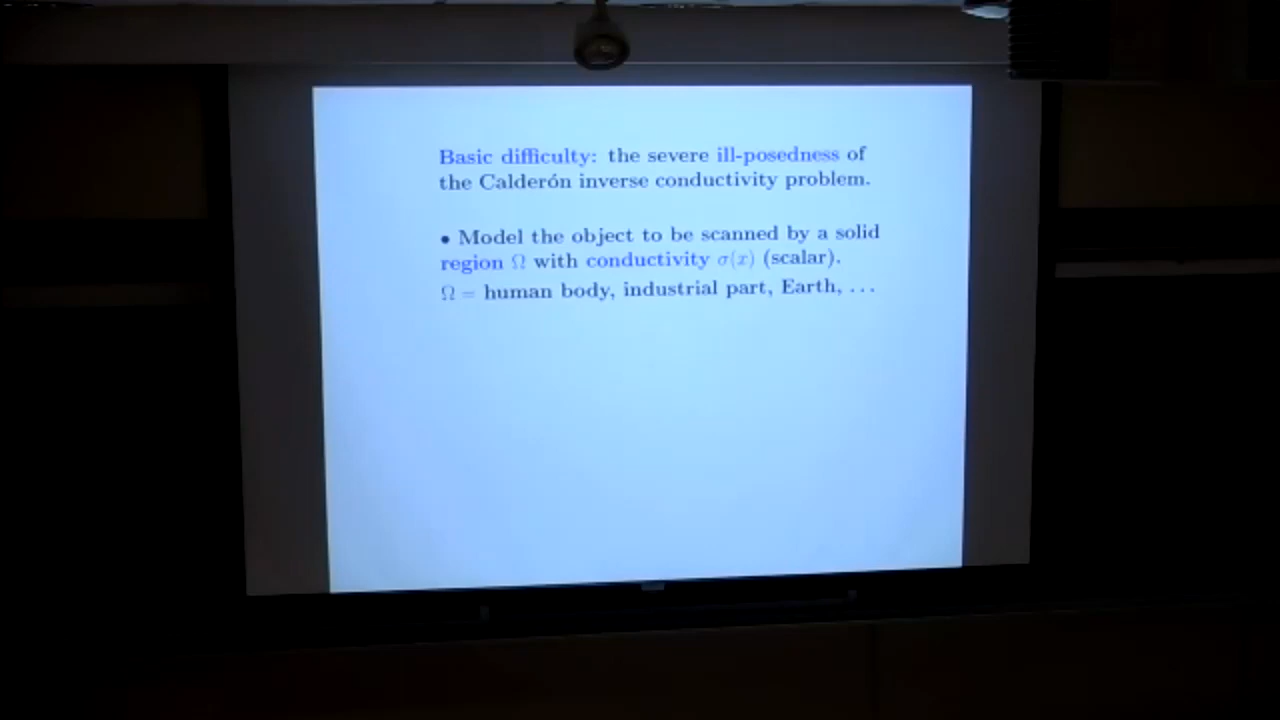 Basic difficulty: the severe ill-posedness of
the Calderón inverse conductivity problem.
• Model the object to be scanned by a solid
region Ω with conductivity σ(x) (scalar).
Ω = human body, industrial part, Earth, ...